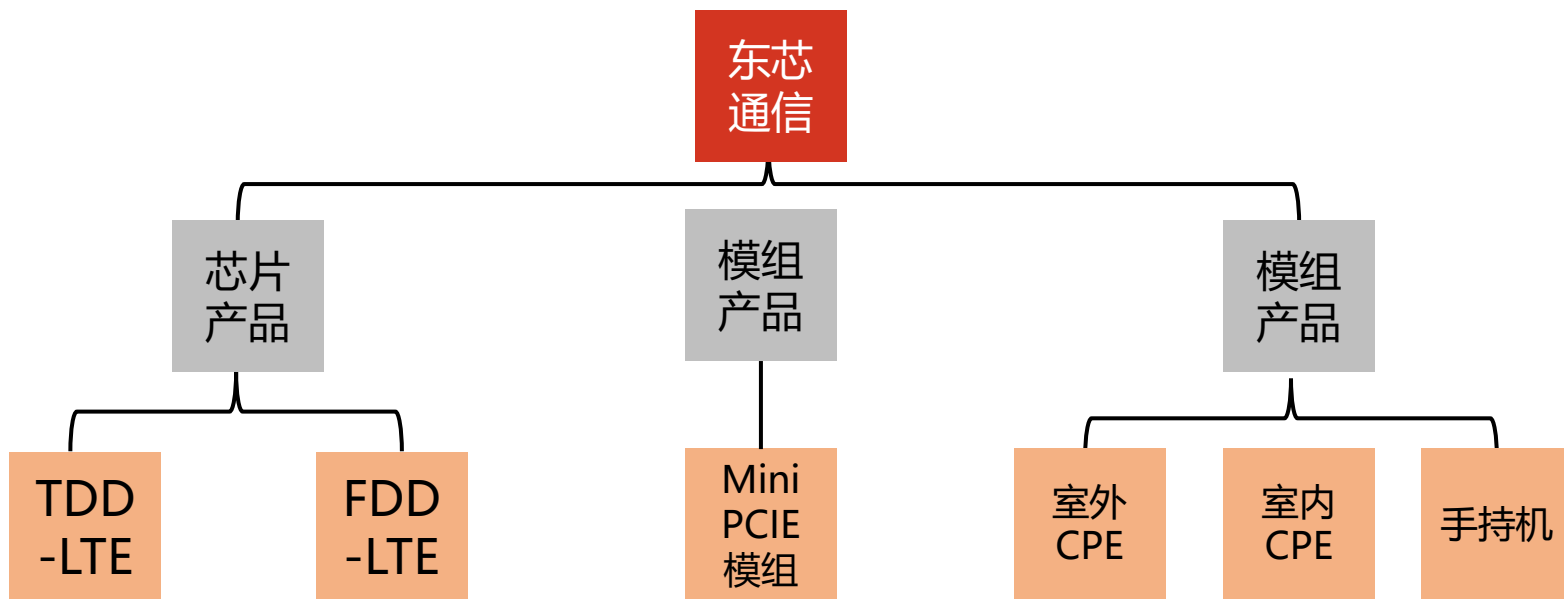 东芯
通信
芯片
产品
模组
产品
模组
产品
TDD
-LTE
FDD
-LTE
Mini
PCIE
模组
室外
CPE
室内
CPE
手持机